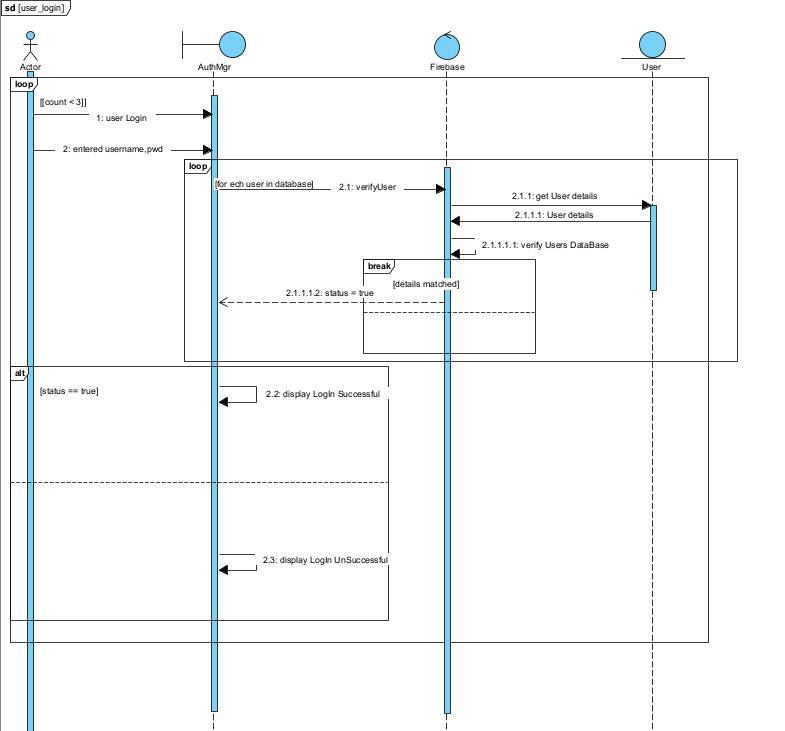 sd [user_login]
Actor
AuthMgr
Firebase
User
loop
[[count < 3]]
1: user Login
2: entered username,pwd
loop
[for ech user in database]
2.1: verifyUser
2.1.1: get User details
2.1.1.1: User details
2.1.1.1.1: verify Users DataBase
break
[details matched]
2.1.1.1.2: status = true
alt
[status == true]
2.2: display LogIn Successful
2.3: display LogIn UnSuccessful